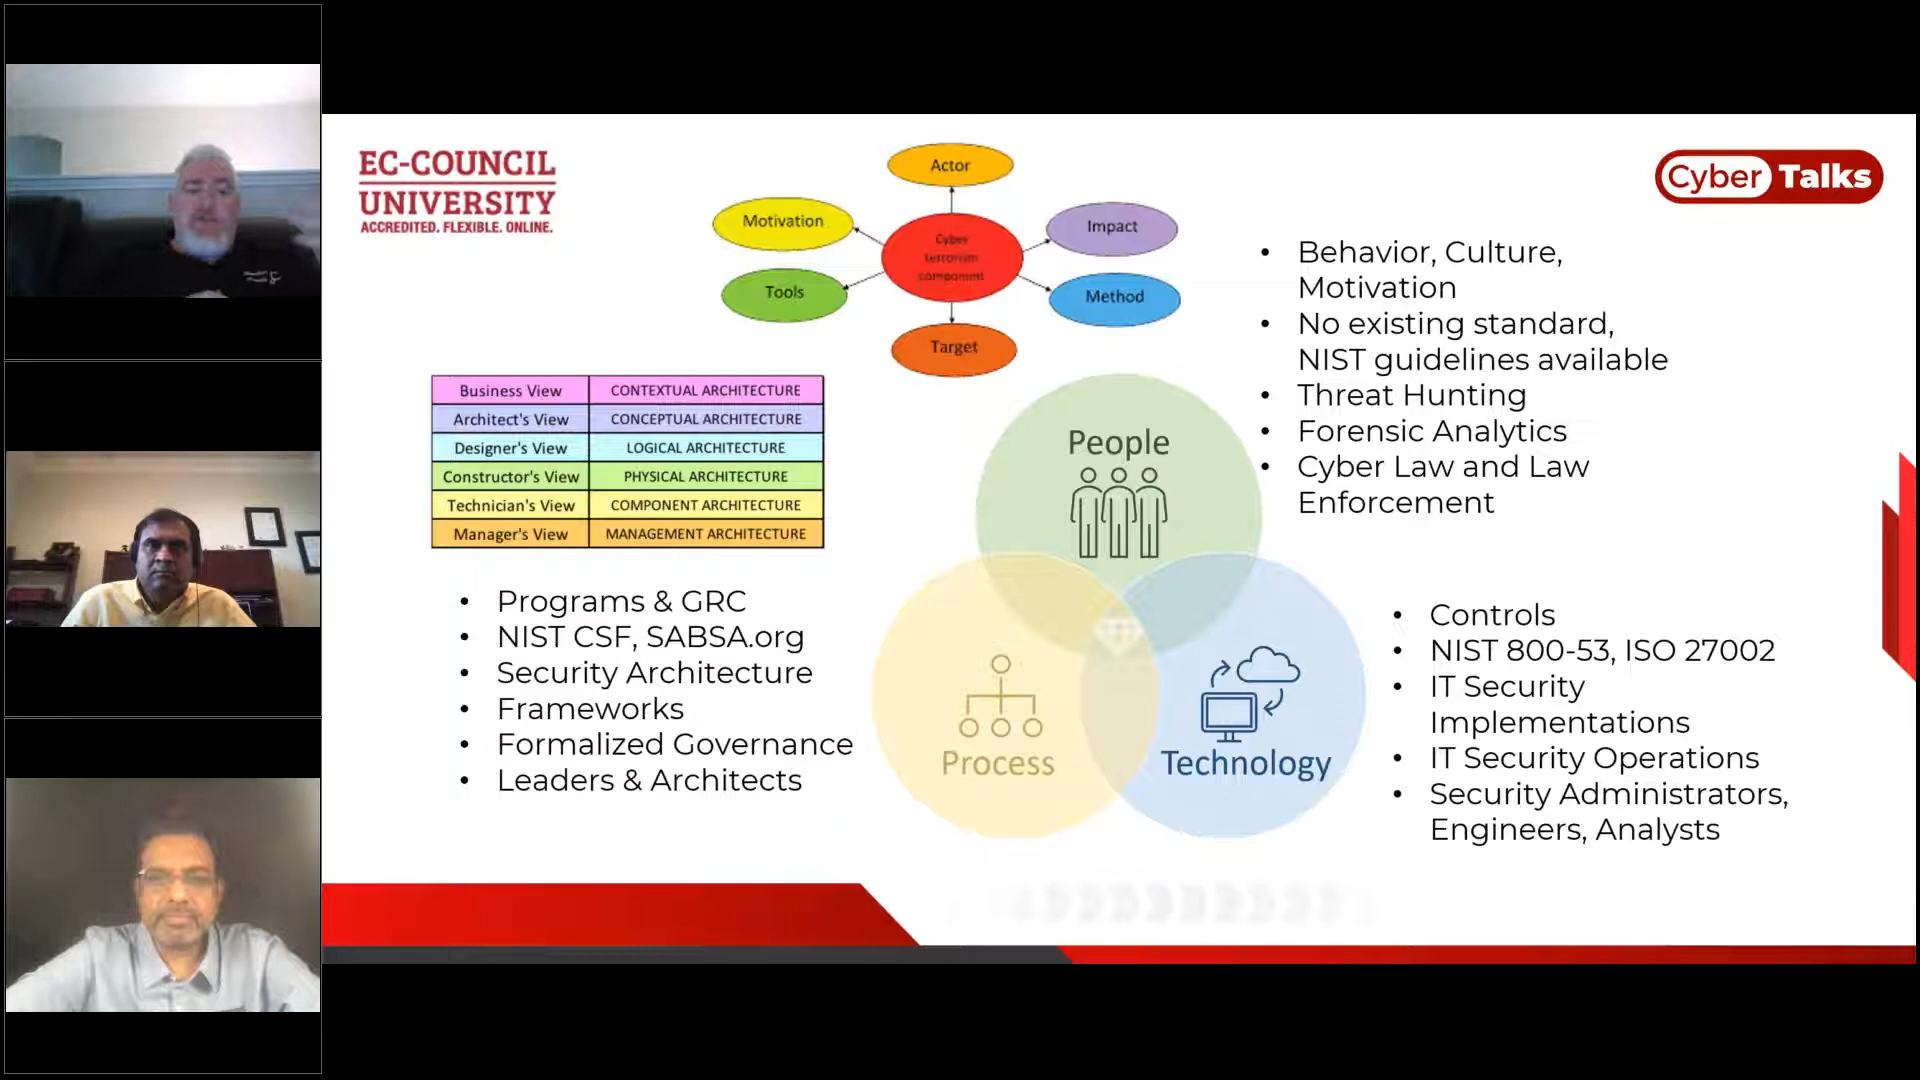 EC-COUNCIL
UNIVERSITY
ACCREDITED. FLEXIBLE. ONLINE.
Cyber Talks
Actor
Motivation
Impact
Cyber
terrorism
component
Tools
Method
Target
Business View CONTEXTUAL ARCHITECTURE
Architect's View CONCEPTUAL ARCHITECTURE
Designer's View LOGICAL ARCHITECTURE
Constructor's View PHYSICAL ARCHITECTURE
Technician's View COMPONENT ARCHITECTURE
Manager's View MANAGEMENT ARCHITECTURE
• Behavior, Culture,
Motivation
• No existing standard,
NIST guidelines available
• Threat Hunting
• Forensic Analytics
• Cyber Law and Law
Enforcement
People
• Programs & GRC
• NIST CSF, SABSA.org
• Security Architecture
• Frameworks
• Formalized Governance
• Leaders & Architects
Process
Technology
• Controls
• NIST 800-53, ISO 27002
• IT Security
Implementations
• IT Security Operations
• Security Administrators,
Engineers, Analysts